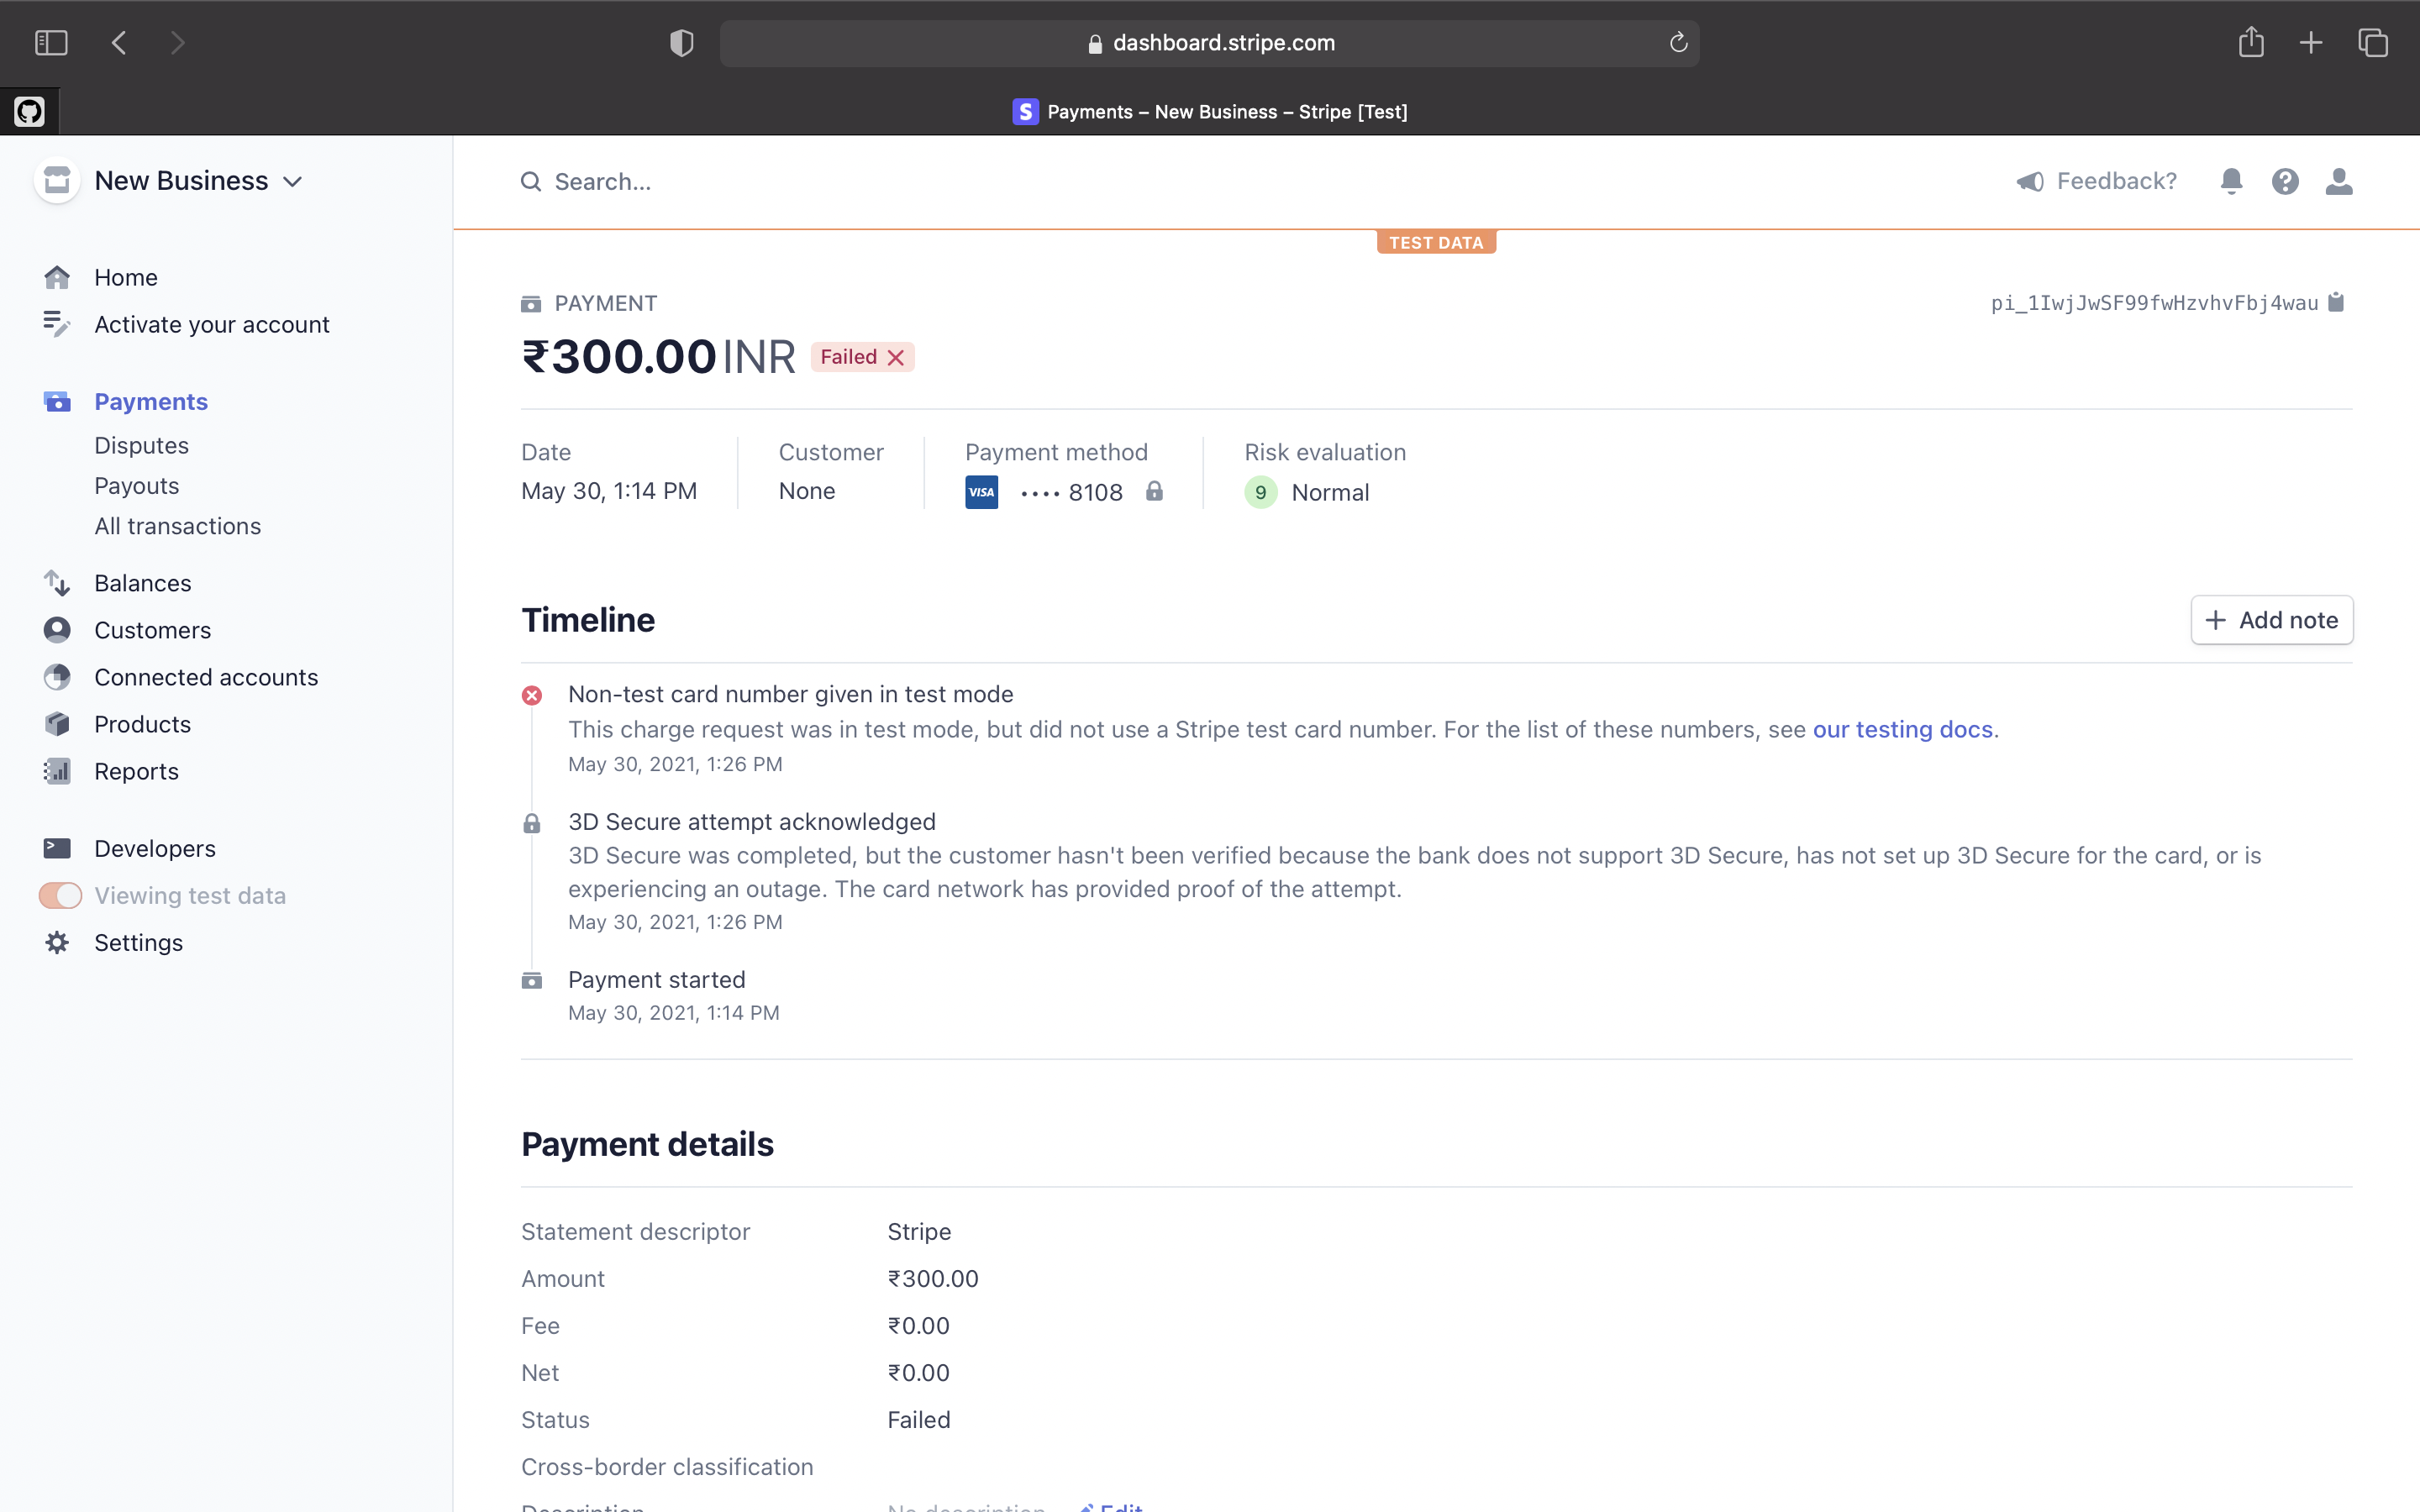 dashboard.stripe.com
S Payments – New Business – Stripe [Test]
New Business
Search...
Feedback?
TEST DATA
Home
Activate your account
Payments
Disputes
Payouts
All transactions
Balances
Customers
Connected accounts
Products
Reports
Developers
Viewing test data
Settings
PAYMENT
pi_1IwjJwSF99fwHzvhvFbj4wau
₹300.00 INR Failed
Date
May 30, 1:14 PM
Customer
None
Payment method
VISA •••• 8108
Risk evaluation
9 Normal
Timeline
+ Add note
Non-test card number given in test mode
This charge request was in test mode, but did not use a Stripe test card number. For the list of these numbers, see our testing docs.
May 30, 2021, 1:26 PM
3D Secure attempt acknowledged
3D Secure was completed, but the customer hasn't been verified because the bank does not support 3D Secure, has not set up 3D Secure for the card, or is
experiencing an outage. The card network has provided proof of the attempt.
May 30, 2021, 1:26 PM
Payment started
May 30, 2021, 1:14 PM
Payment details
Statement descriptor Stripe
Amount ₹300.00
Fee ₹0.00
Net ₹0.00
Status Failed
Cross-border classification
Description No description Edit